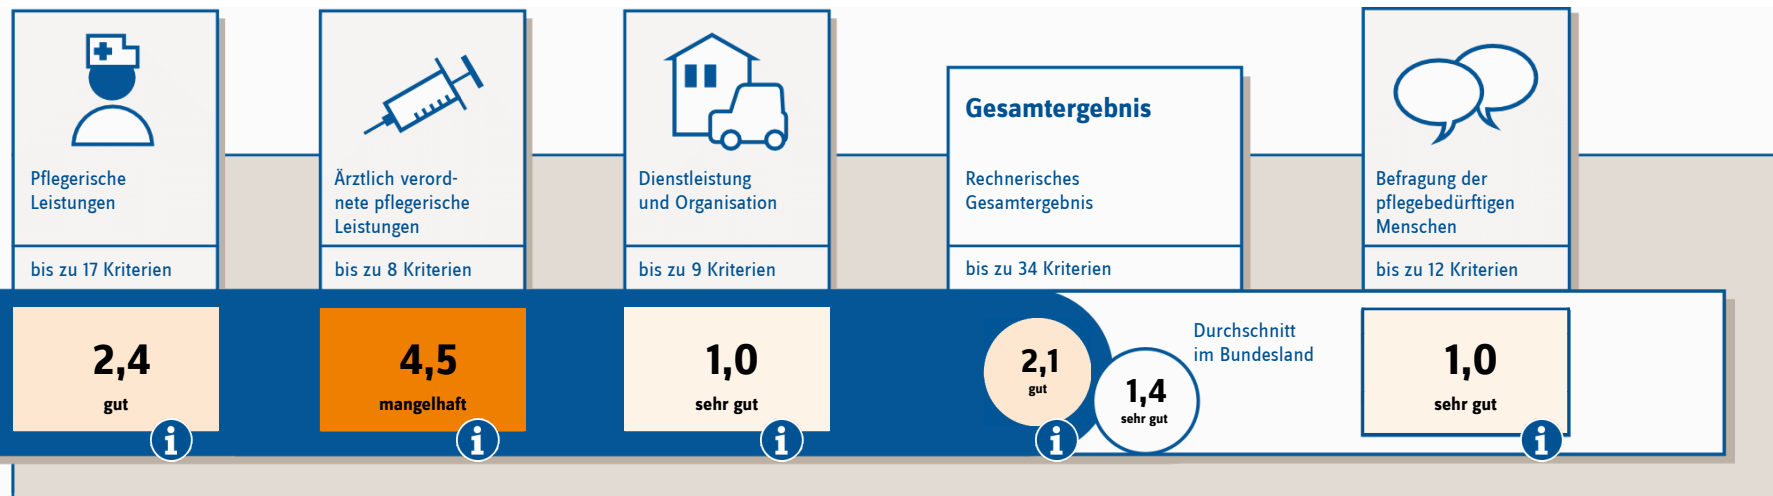 Pflegerische
Leistungen
bis zu 17 Kriterien
2,4
gut
i
Ärztlich verord-
nete pflegerische
Leistungen
bis zu 8 Kriterien
4,5
mangelhaft
i
Dienstleistung
und Organisation
bis zu 9 Kriterien
1,0
sehr gut
i
Gesamtergebnis
Rechnerisches
Gesamtergebnis
bis zu 34 Kriterien
2,1
gut
i
1,4
sehr gut
Durchschnitt
im Bundesland
Befragung der
pflegebedürftigen
Menschen
bis zu 12 Kriterien
1,0
sehr gut
i